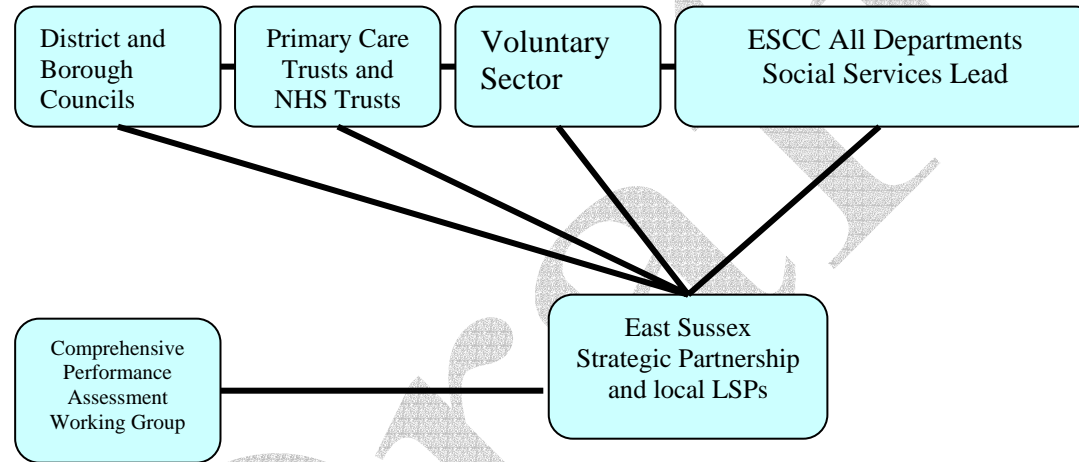 District and
Borough
Councils
Primary Care
Trusts and
NHS Trusts
Voluntary
Sector
ESCC All Departments
Social Services Lead
East Sussex
Strategic Partnership
and local LSPs
Comprehensive
Performance
Assessment
Working Group